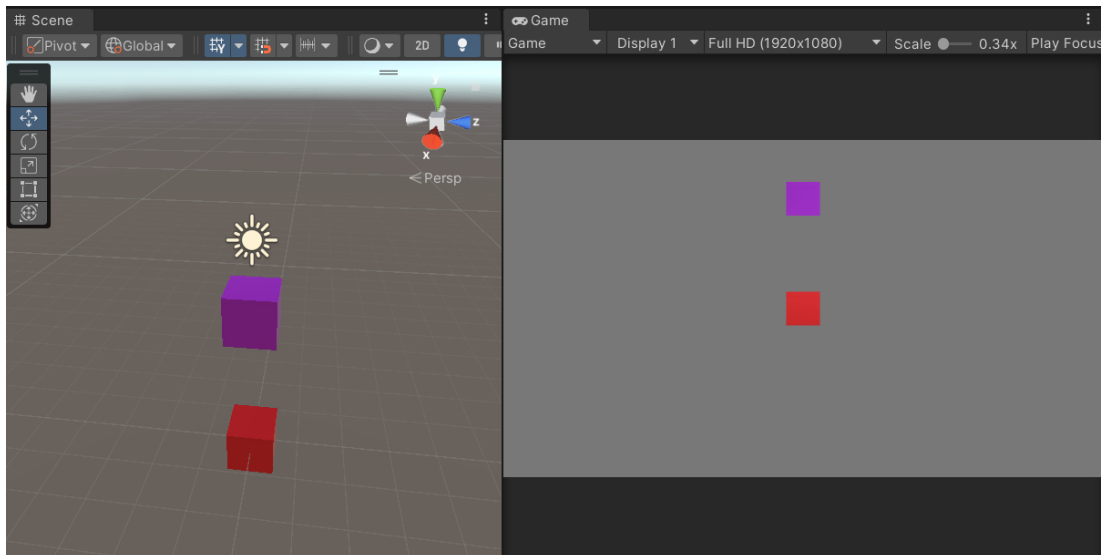 # Scene
Game
Pivot
Global
2D
Game
Display 1
Full HD (1920x1080)
Scale
0.34x
Play Focus
y
z
x
Persp